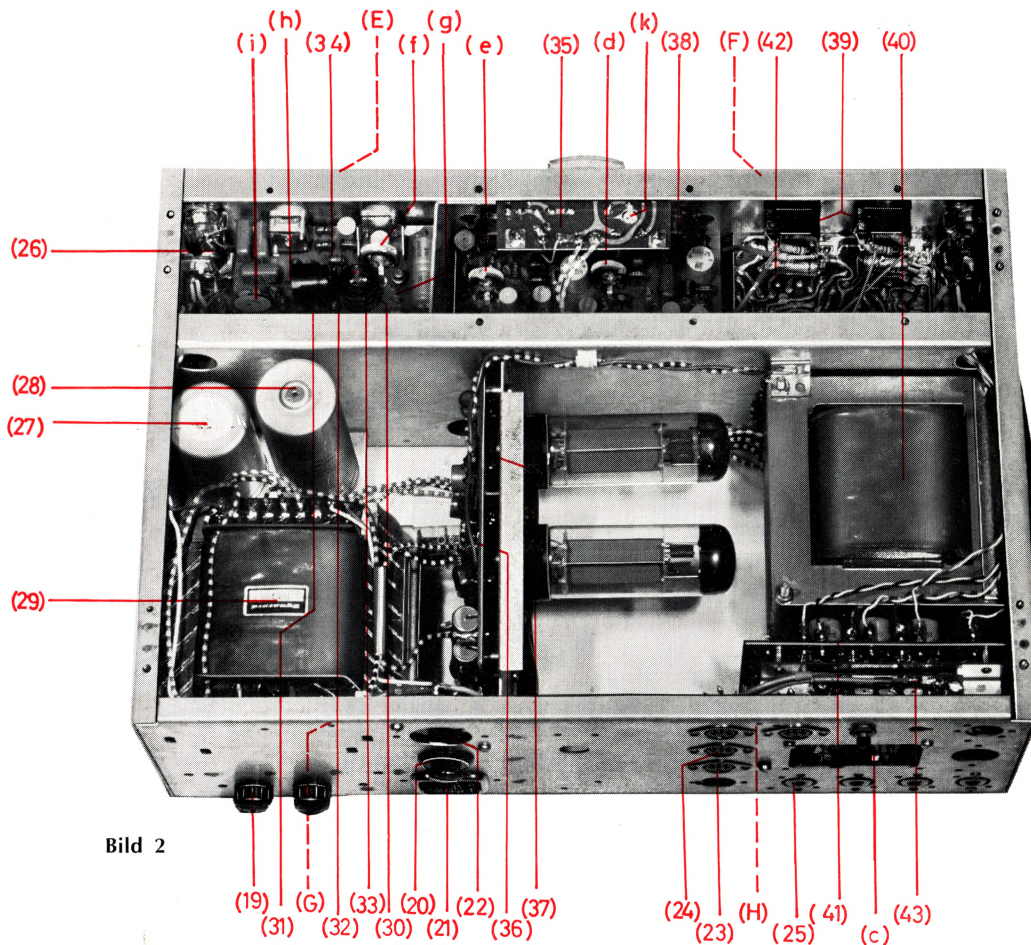 (h) (E) (g) (k)
(i) (34) (f) (e) (35) (d) (38) (F) (42) (39) (40)
(26)
(28)
(27)
(29)
Bild 2
(19) (G) (33) (20) (22) (37) (24) (H) (41) (43)
(31) (32) (30) (21) (36) (23) (25) (c)